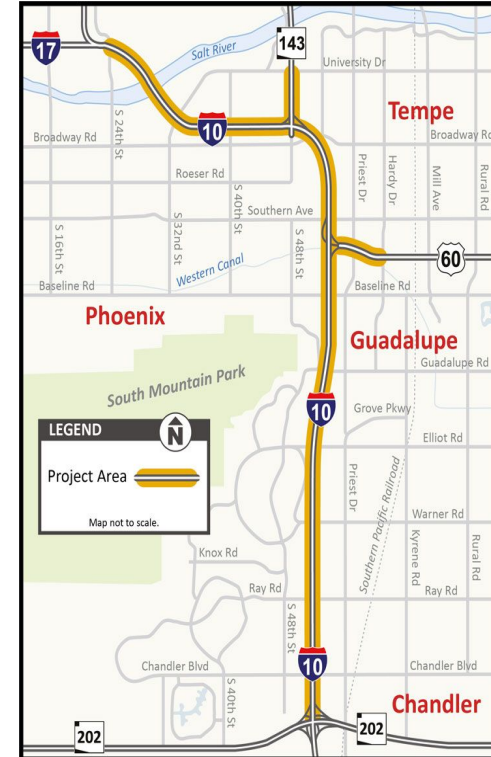 17
143
Salt River
University Dr
Tempe
S 24th St
10
Broadway Rd
Broadway Rd
Priest Dr
Hardy Dr
Mill Ave
Rural Rd
Roeser Rd
S 40th St
Southern Ave
S 16th St
S 32nd St
S 48th St
Western Canal
60
Baseline Rd
Baseline Rd
Phoenix
Guadalupe
Guadalupe Rd
South Mountain Park
10
Grove Pkwy
LEGEND
N
Project Area
Map not to scale.
Elliot Rd
Priest Dr
Southern Pacific Railroad
Warner Rd
Kyrene Rd
Rural Rd
Knox Rd
Ray Rd
Ray Rd
S 48th St
10
Chandler Blvd
Chandler Blvd
S 40th St
Chandler
202
202